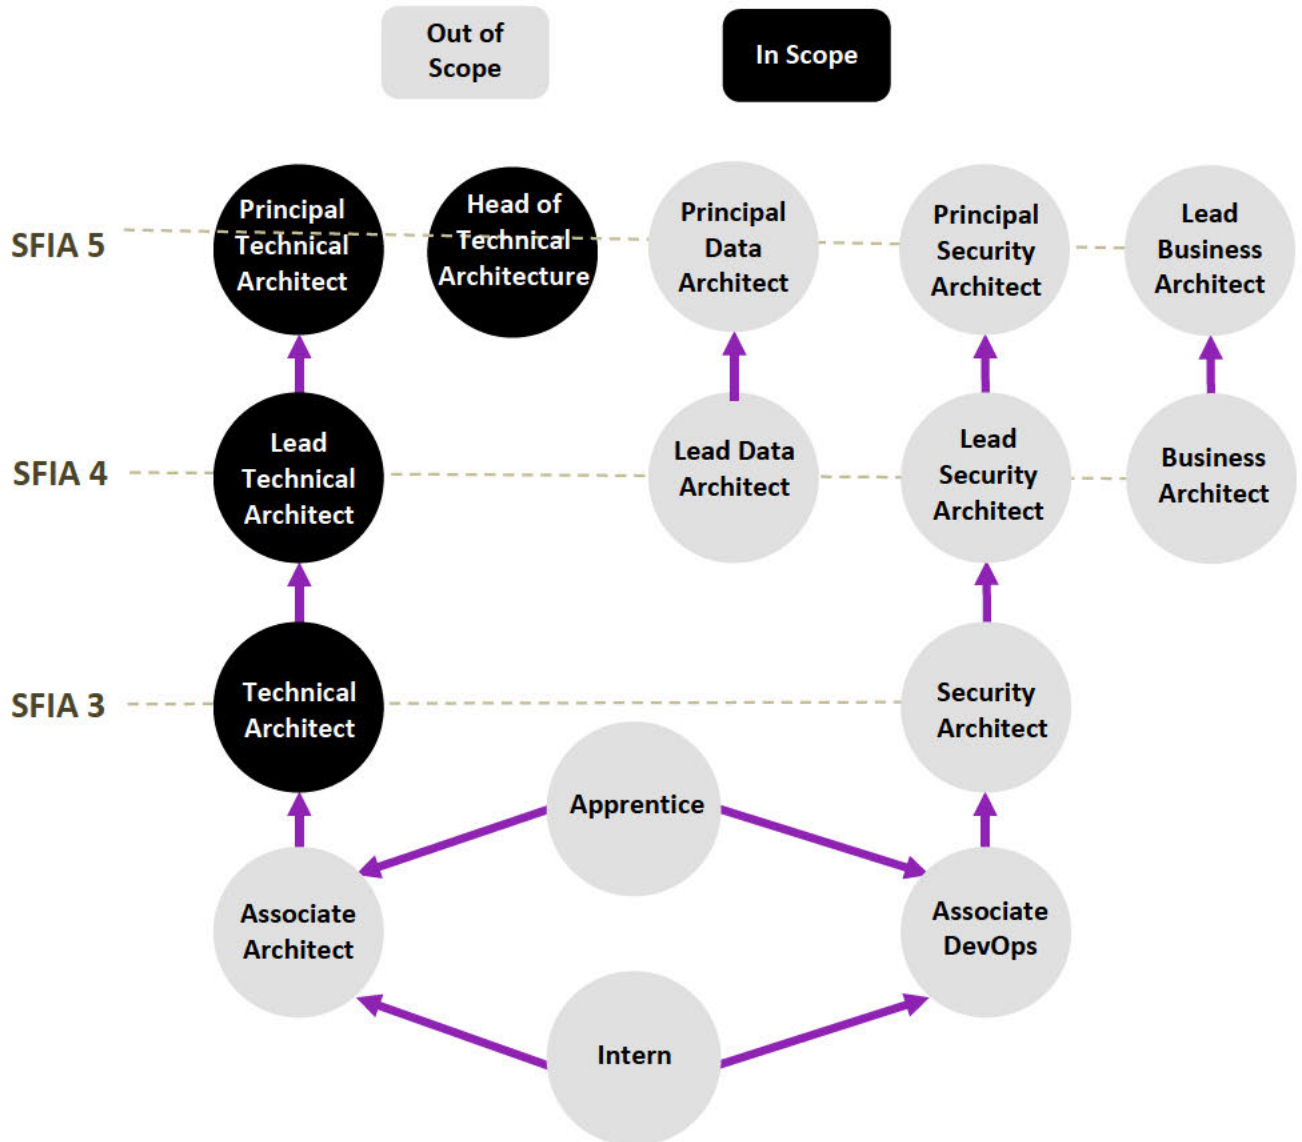 Out of
Scope
In Scope
SFIA 5
Principal
Technical
Architect
Head of
Technical
Architecture
Principal
Data
Architect
Principal
Security
Architect
Lead
Business
Architect
SFIA 4
Lead
Technical
Architect
Lead Data
Architect
Lead
Security
Architect
Business
Architect
SFIA 3
Technical
Architect
Security
Architect
Apprentice
Associate
Architect
Associate
DevOps
Intern